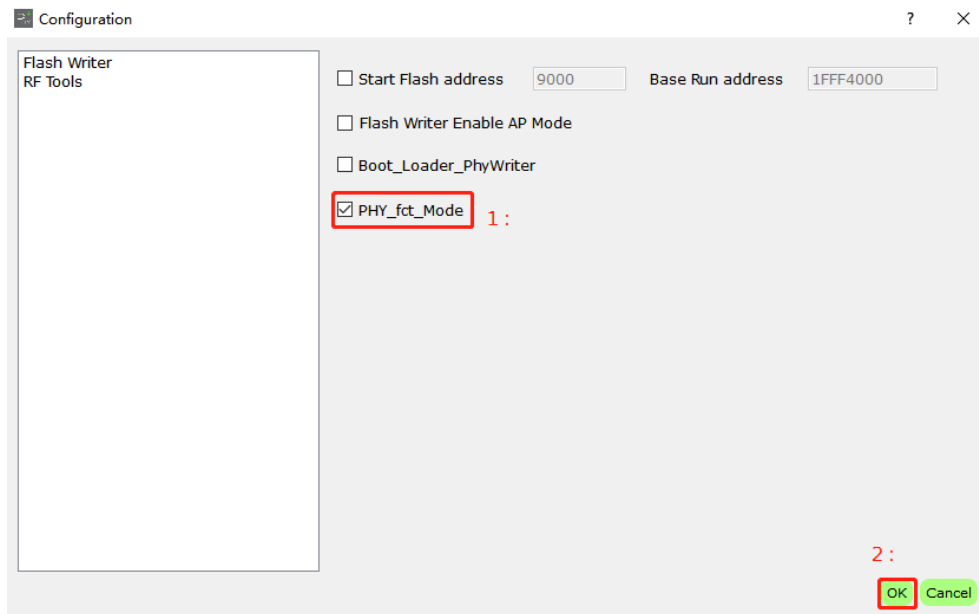 Configuration
?
Flash Writer
RF Tools
Start Flash address 9000 Base Run address 1FFF4000
Flash Writer Enable AP Mode
Boot_Loader_PhyWriter
PHY_fct_Mode
1 :
2 :
OK Cancel